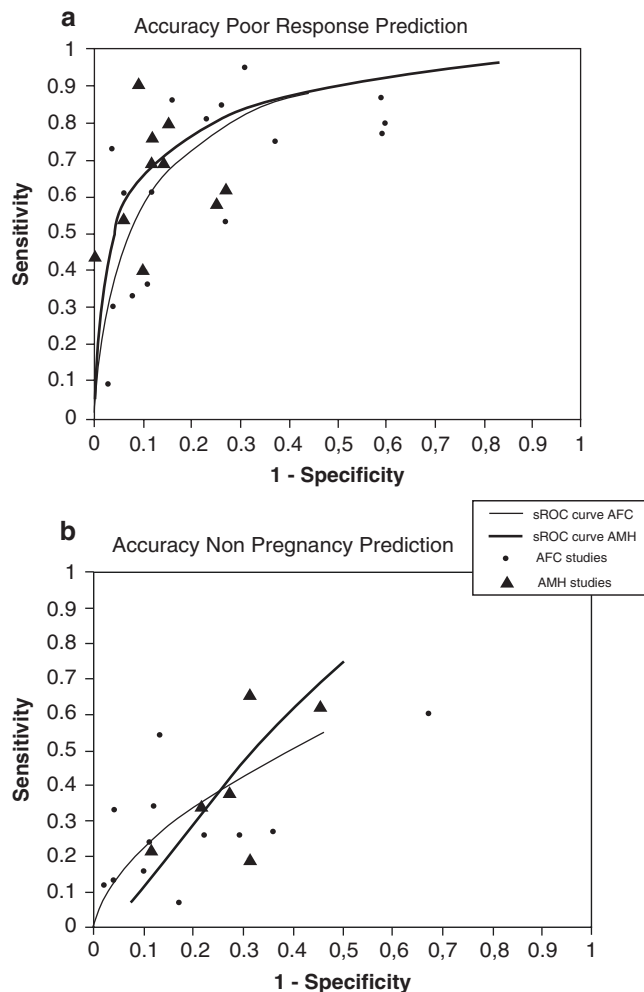 a
Accuracy Poor Response Prediction
1
0.9
0.8
0.7
0.6
0.5
0.4
0.3
0.2
0.1
0
Sensitivity
0 0.1 0.2 0.3 0.4 0,5 0,6 0,7 0,8 0.9 1
1 - Specificity
b
Accuracy Non Pregnancy Prediction
sROC curve AFC
sROC curve AMH
AFC studies
AMH studies
1
0.9
0.8
0.7
0.6
0.5
0.4
0.3
0.2
0.1
0
Sensitivity
0 0.1 0.2 0.3 0.4 0,5 0,6 0,7 0,8 0.9 1
1 - Specificity